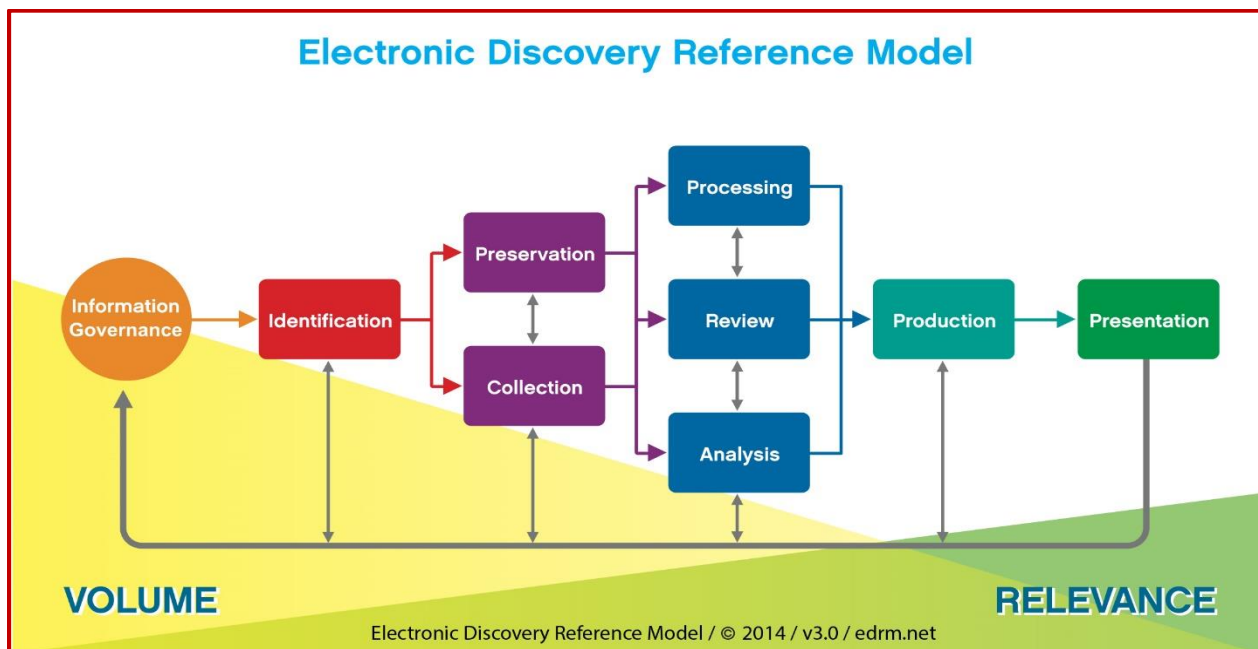 Electronic Discovery Reference Model
Information
Governance
Identification
Preservation
Collection
Processing
Review
Analysis
Production
Presentation
VOLUME
RELEVANCE
Electronic Discovery Reference Model / © 2014 / v3.0 / edrm.net